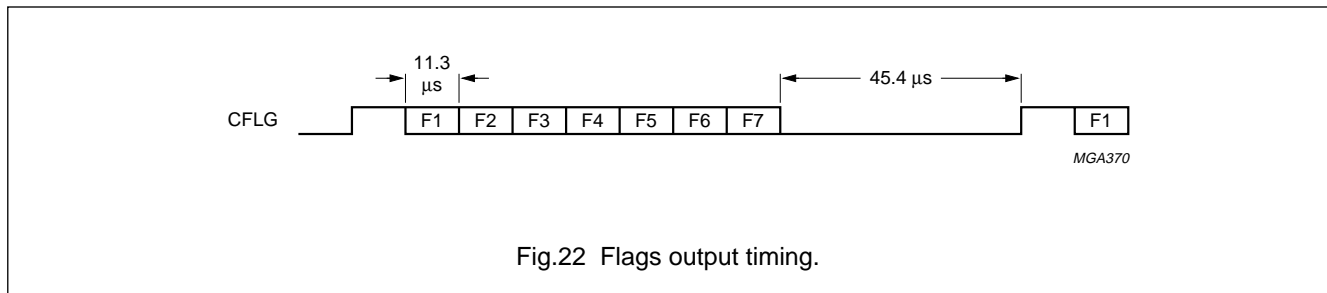 11.3
μs
45.4 μs
CFLG F1 F2 F3 F4 F5 F6 F7 F1
MGA370
Fig.22 Flags output timing.